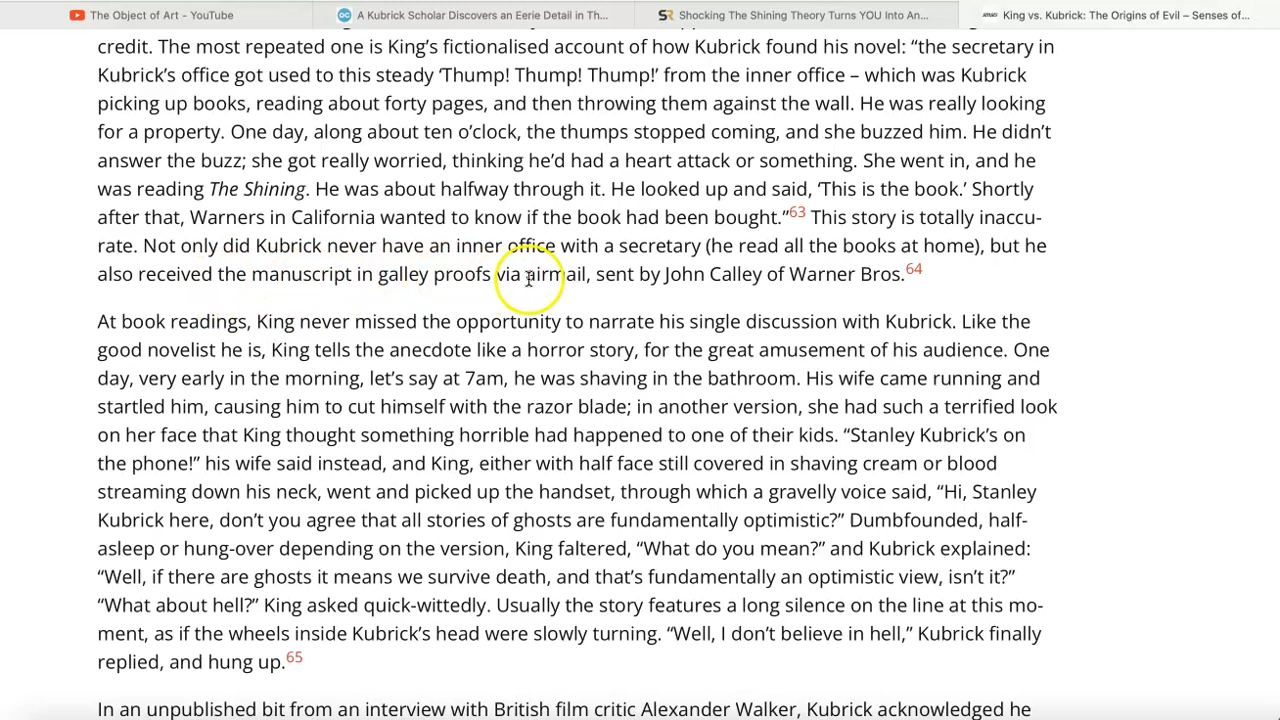 The Object of Art - YouTube
A Kubrick Scholar Discovers an Eerie Detail in Th...
Shocking The Shining Theory Turns YOU Into An...
King vs. Kubrick: The Origins of Evil – Senses of...
credit. The most repeated one is King’s fictionalised account of how Kubrick found his novel: “the secretary in
Kubrick’s office got used to this steady ‘Thump! Thump! Thump!’ from the inner office – which was Kubrick
picking up books, reading about forty pages, and then throwing them against the wall. He was really looking
for a property. One day, along about ten o’clock, the thumps stopped coming, and she buzzed him. He didn’t
answer the buzz; she got really worried, thinking he’d had a heart attack or something. She went in, and he
was reading The Shining. He was about halfway through it. He looked up and said, ‘This is the book.’ Shortly
after that, Warners in California wanted to know if the book had been bought.”63 This story is totally inaccu-
rate. Not only did Kubrick never have an inner office with a secretary (he read all the books at home), but he
also received the manuscript in galley proofs via airmail, sent by John Calley of Warner Bros.64
At book readings, King never missed the opportunity to narrate his single discussion with Kubrick. Like the
good novelist he is, King tells the anecdote like a horror story, for the great amusement of his audience. One
day, very early in the morning, let’s say at 7am, he was shaving in the bathroom. His wife came running and
startled him, causing him to cut himself with the razor blade; in another version, she had such a terrified look
on her face that King thought something horrible had happened to one of their kids. “Stanley Kubrick’s on
the phone!” his wife said instead, and King, either with half face still covered in shaving cream or blood
streaming down his neck, went and picked up the handset, through which a gravelly voice said, “Hi, Stanley
Kubrick here, don’t you agree that all stories of ghosts are fundamentally optimistic?” Dumbfounded, half-
asleep or hung-over depending on the version, King faltered, “What do you mean?” and Kubrick explained:
“Well, if there are ghosts it means we survive death, and that’s fundamentally an optimistic view, isn’t it?”
“What about hell?” King asked quick-wittedly. Usually the story features a long silence on the line at this mo-
ment, as if the wheels inside Kubrick’s head were slowly turning. “Well, I don’t believe in hell,” Kubrick finally
replied, and hung up.65
In an unpublished bit from an interview with British film critic Alexander Walker, Kubrick acknowledged he